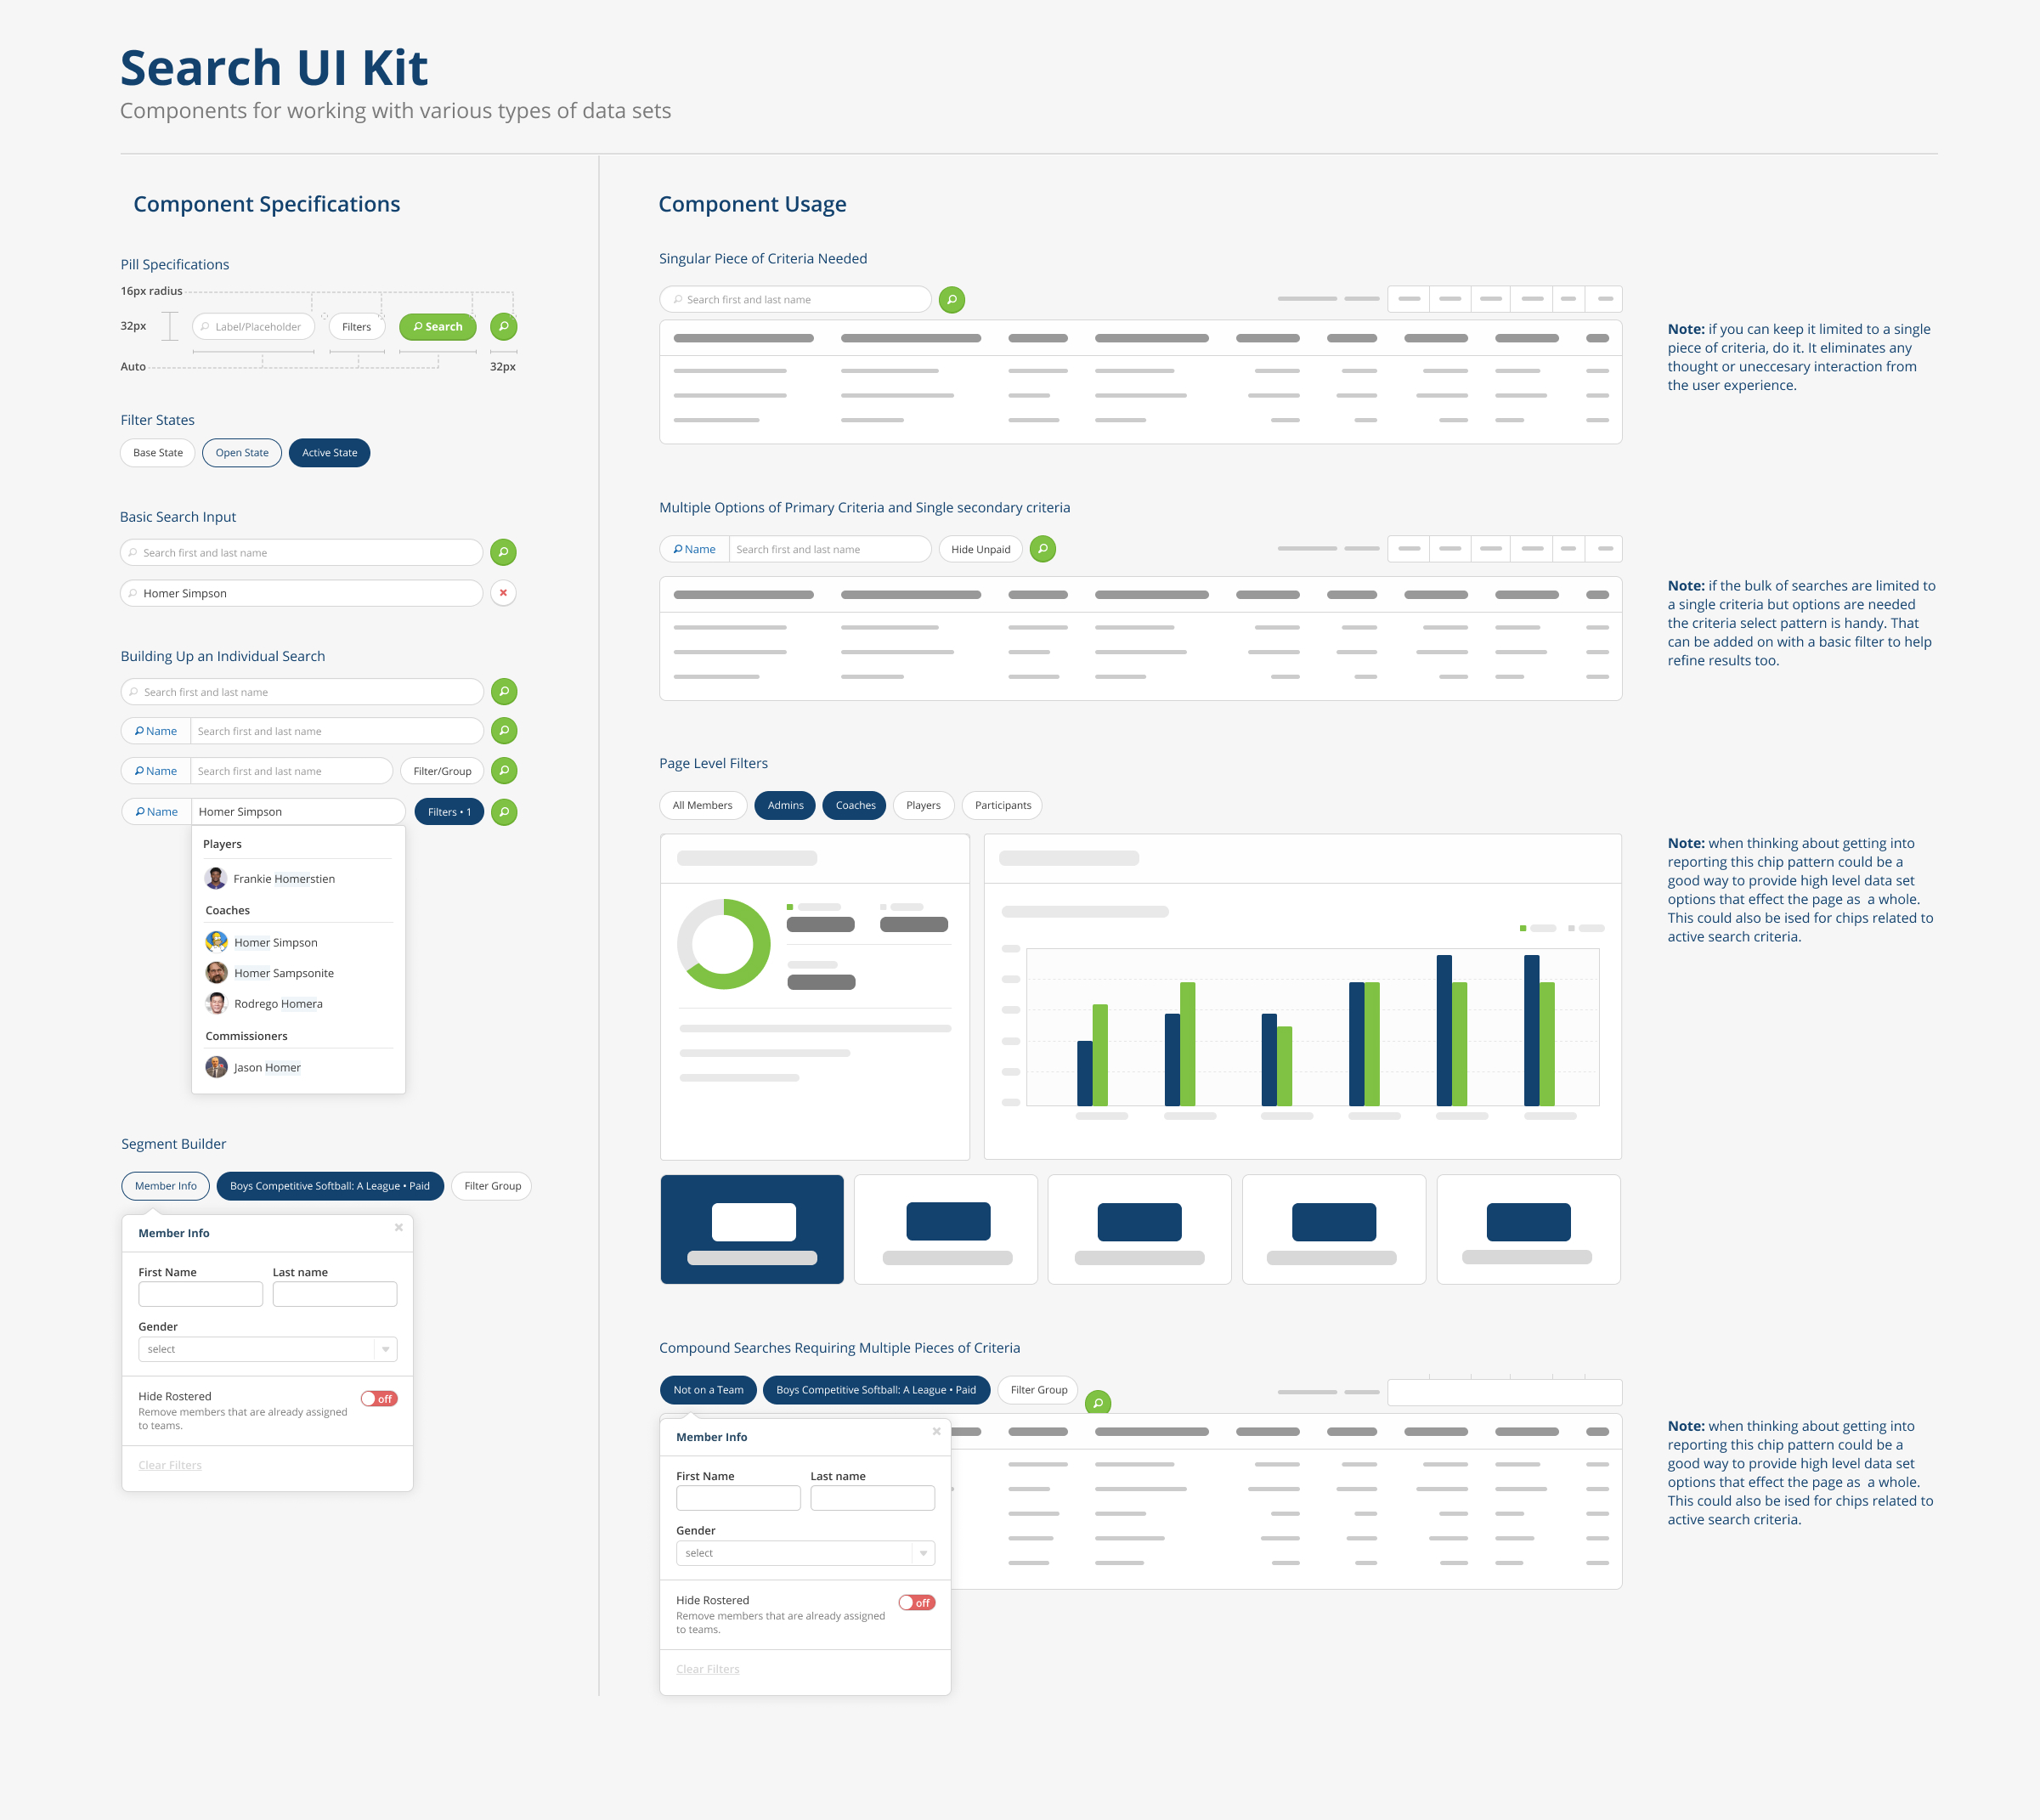 Search UI Kit
Components for working with various types of data sets
Component Specifications
Pill Specifications
16px radius
32px
Label/Placeholder
Filters
Search
Auto
32px
Filter States
Base State
Open State
Active State
Basic Search Input
Search first and last name
Homer Simpson
Building Up an Individual Search
Search first and last name
Name
Search first and last name
Name
Search first and last name
Filter/Group
Name
Homer Simpson
Filters • 1
Players
Frankie Homerstien
Coaches
Homer Simpson
Homer Sampsonite
Rodrego Homera
Commissioners
Jason Homer
Segment Builder
Member Info
Boys Competitive Softball: A League • Paid
Filter Group
Member Info
First Name
Last name
Gender
select
Hide Rostered
off
Remove members that are already assigned
to teams.
Clear Filters
Component Usage
Singular Piece of Criteria Needed
Search first and last name
Note: if you can keep it limited to a single
piece of criteria, do it. It eliminates any
thought or uneccesary interaction from
the user experience.
Multiple Options of Primary Criteria and Single secondary criteria
Name
Search first and last name
Hide Unpaid
Note: if the bulk of searches are limited to
a single criteria but options are needed
the criteria select pattern is handy. That
can be added on with a basic filter to help
refine results too.
Page Level Filters
All Members
Admins
Coaches
Players
Participants
Note: when thinking about getting into
reporting this chip pattern could be a
good way to provide high level data set
options that effect the page as  a whole.
This could also be ised for chips related to
active search criteria.
Compound Searches Requiring Multiple Pieces of Criteria
Not on a Team
Boys Competitive Softball: A League • Paid
Filter Group
Member Info
First Name
Last name
Gender
select
Hide Rostered
off
Remove members that are already assigned
to teams.
Clear Filters
Note: when thinking about getting into
reporting this chip pattern could be a
good way to provide high level data set
options that effect the page as  a whole.
This could also be ised for chips related to
active search criteria.